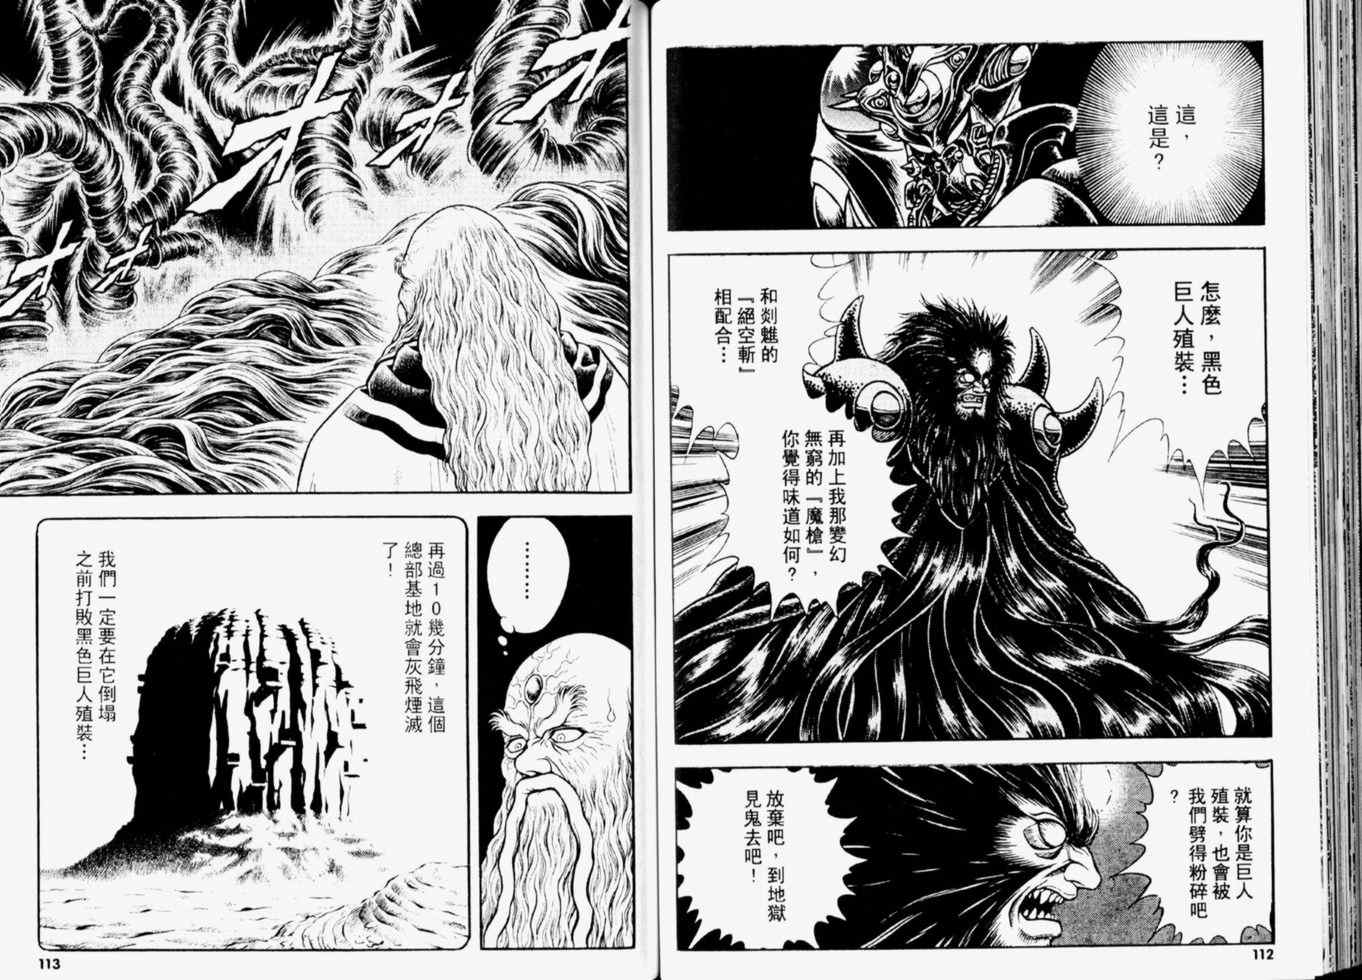 這，
這是？
怎麼，黑色
巨人殖裝…
和剡魋的
『絕空斬』
相配合…
再加上我那變幻
無窮的『魔槍』，
你覺得味道如何？
就算你是巨人
殖裝，也會被
我們劈得粉碎吧
？
放棄吧，到地獄
見鬼去吧！
112
オ
オ
オ
オ
オ
………
再過10幾分鐘，這個
總部基地就會灰飛煙滅
了！
我們一定要在它倒塌
之前打敗黑色巨人殖裝…
113